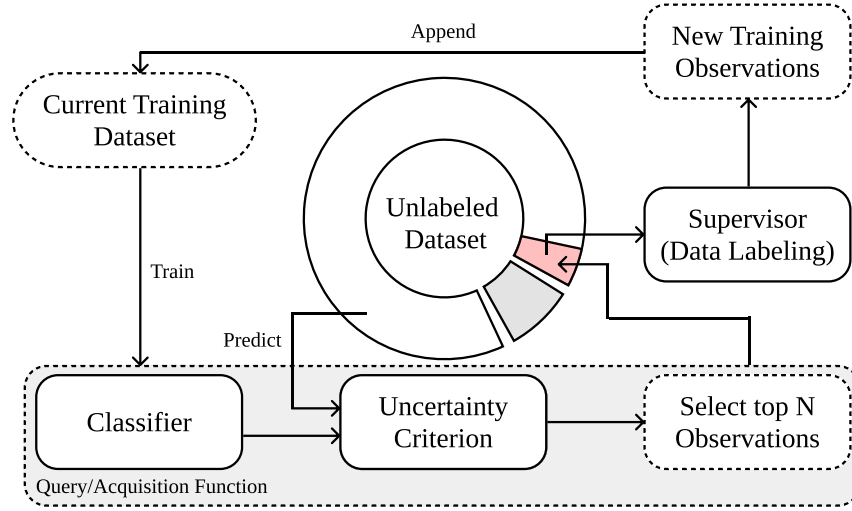 Append
New Training
Observations
Current Training
Dataset
Unlabeled
Dataset
Supervisor
(Data Labeling)
Train
Predict
Classifier
Uncertainty
Criterion
Select top N
Observations
Query/Acquisition Function